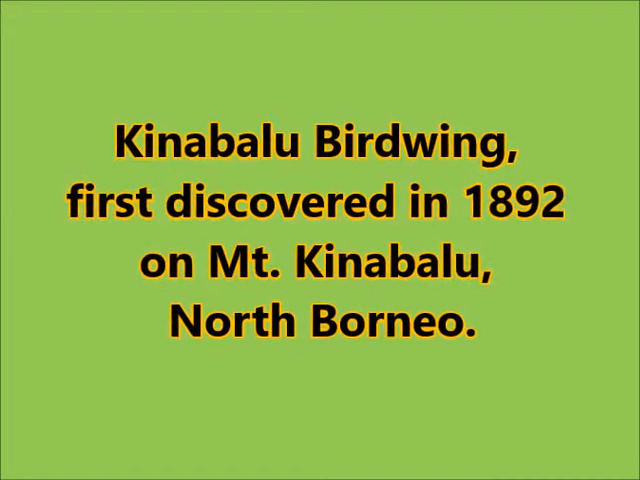 Kinabalu Birdwing,
first discovered in 1892
on Mt. Kinabalu,
North Borneo.